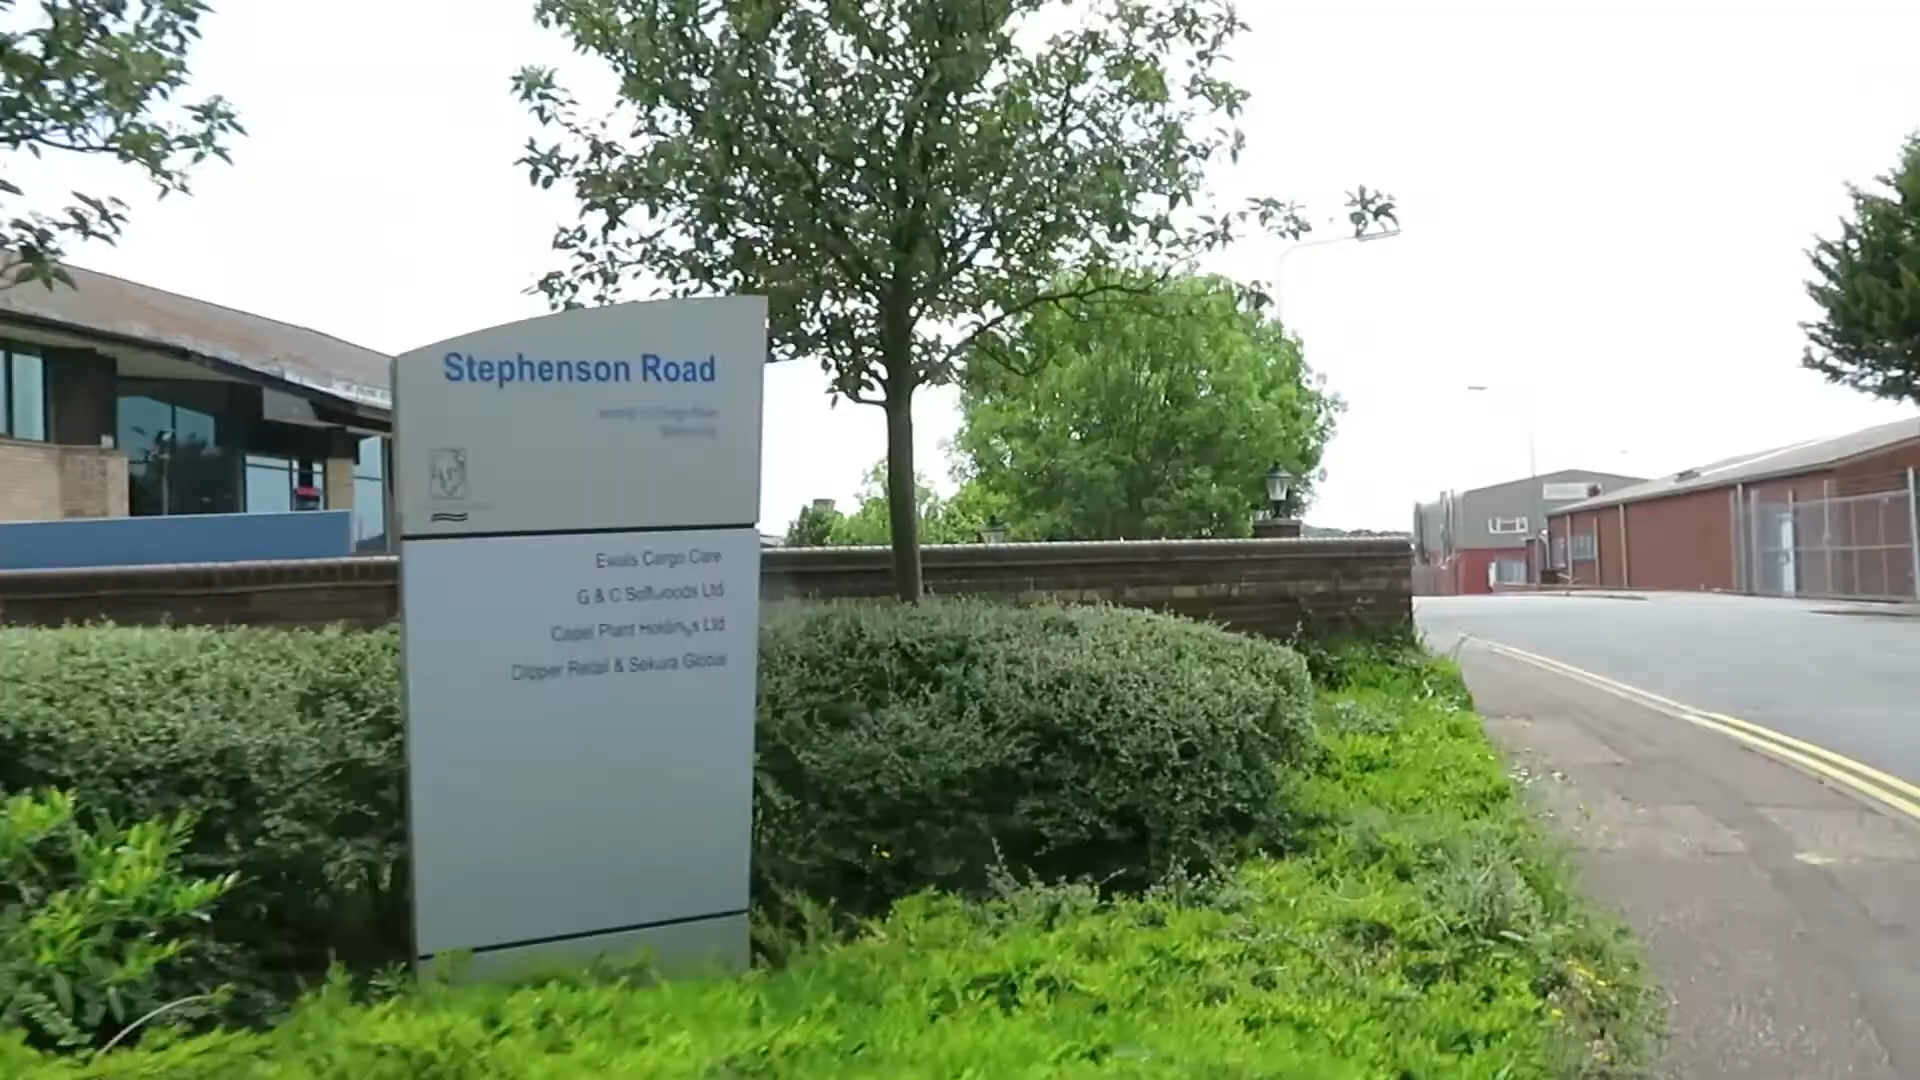 Stephenson Road
Ewals Cargo Care
G & C Softwoods Ltd
Capel Plant Holdings Ltd
Clipper Retail & Sekura Global